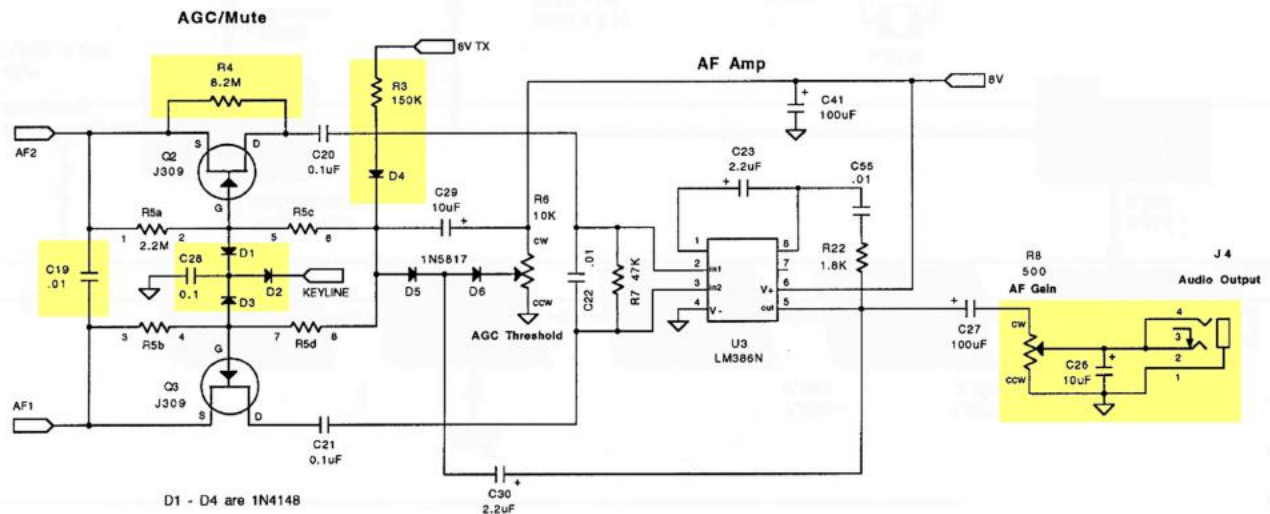 AGC/Mute
8V TX
R4
8.2M
R3
150K
AF Amp
8V
C41
100uF
AF2
S
D
C20
0.1uF
Q2
J309
G
D4
C23
2.2uF
C55
.01
R5a
R5c
C29
10uF
R6
10K
1
2
5
6
2.2M
CW
C19
.01
C28
0.1
D1
D2
KEYLINE
D3
1N5817
D5
D6
CCW
AGC Threshold
C22
.01
R7
47K
1
2
3
4
in1
in2
V-
8
7
6
5
V+
out
U3
LM386N
R22
1.8K
R8
500
AF Gain
J4
Audio Output
3
4
7
8
R5b
R5d
G
Q3
J309
AF1
S
D
C21
0.1uF
C27
100uF
CW
CCW
C26
10uF
4
3
2
1
C30
2.2uF
D1 - D4 are 1N4148